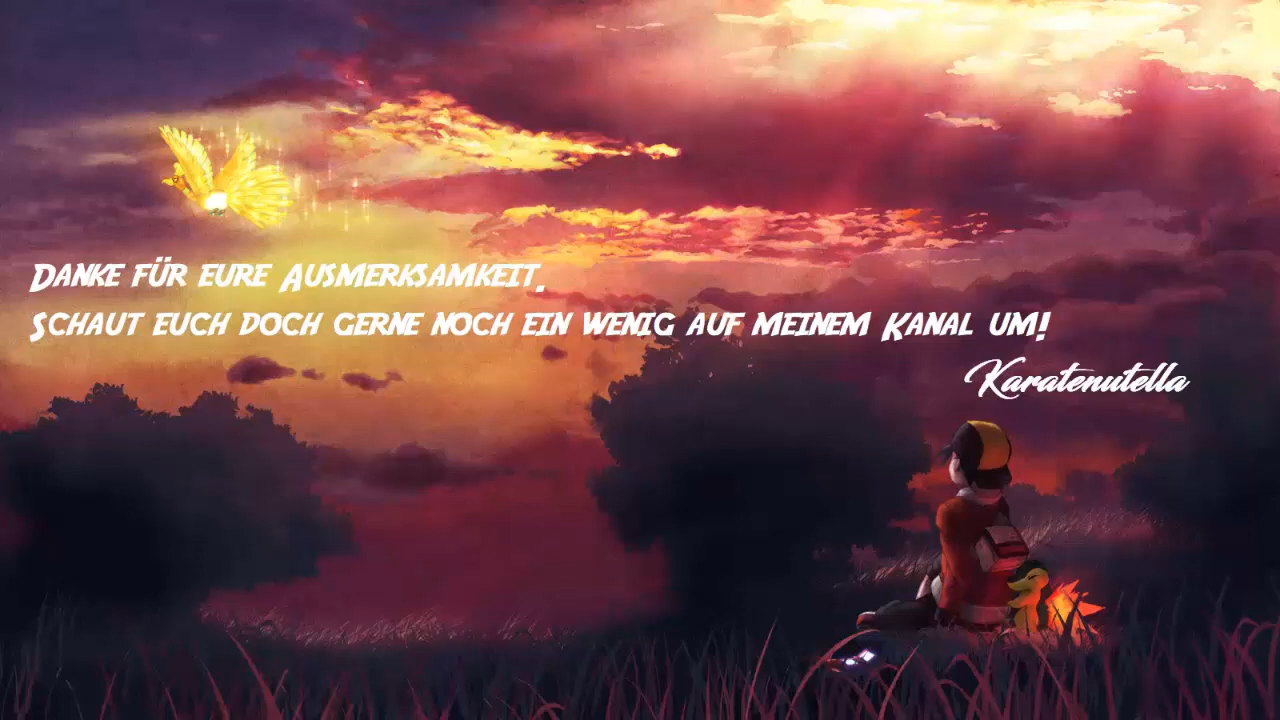 Danke für eure Ausmerksamkeit.
Schaut euch doch gerne noch ein wenig auf meinem Kanal um!
Karatenutella